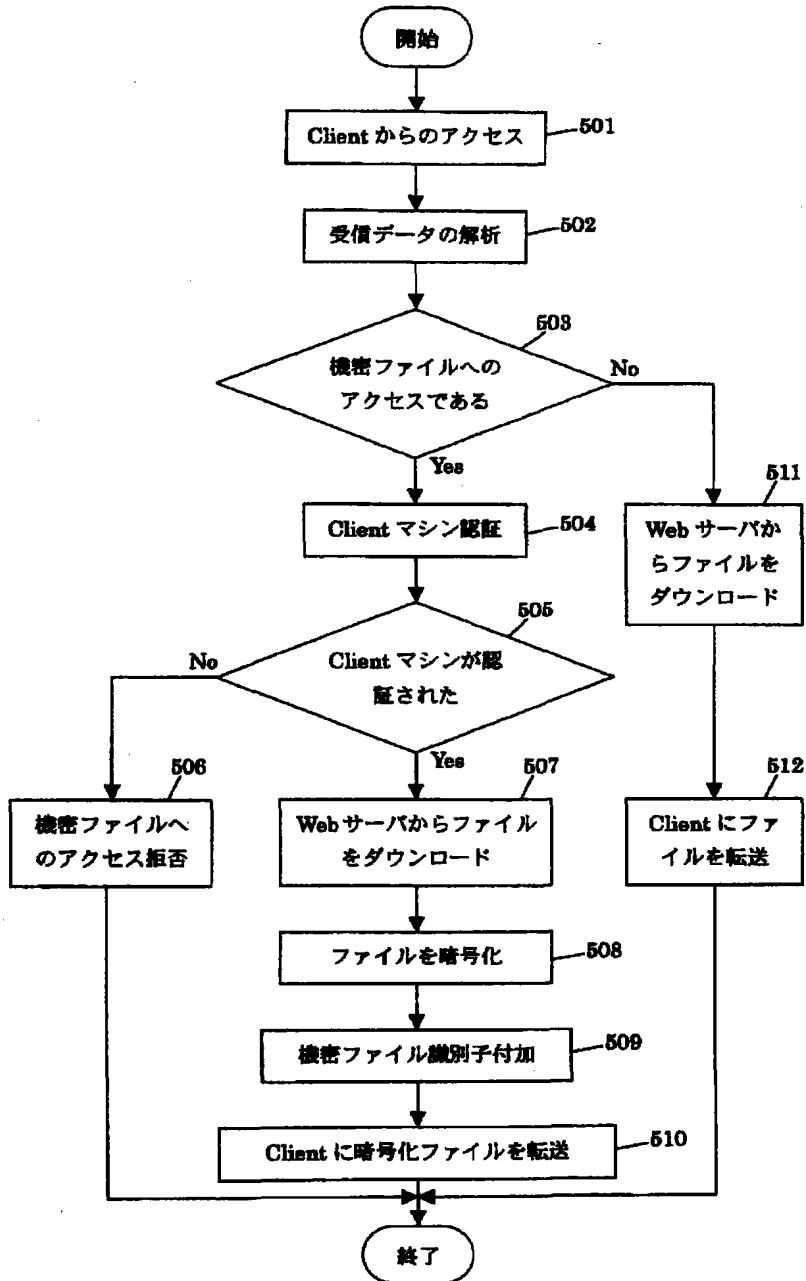 開始
Client からのアクセス
501
受信データの解析
502
503
機密ファイルへの
アクセスである
No
Yes
Client マシン認証
504
511
Web サーバか
らファイルを
ダウンロード
505
Client マシンが認
証された
No
Yes
506
機密ファイルへ
のアクセス拒否
507
Web サーバからファイル
をダウンロード
512
Client にファ
イルを転送
ファイルを暗号化
508
機密ファイル識別子付加
509
Client に暗号化ファイルを転送
510
終了